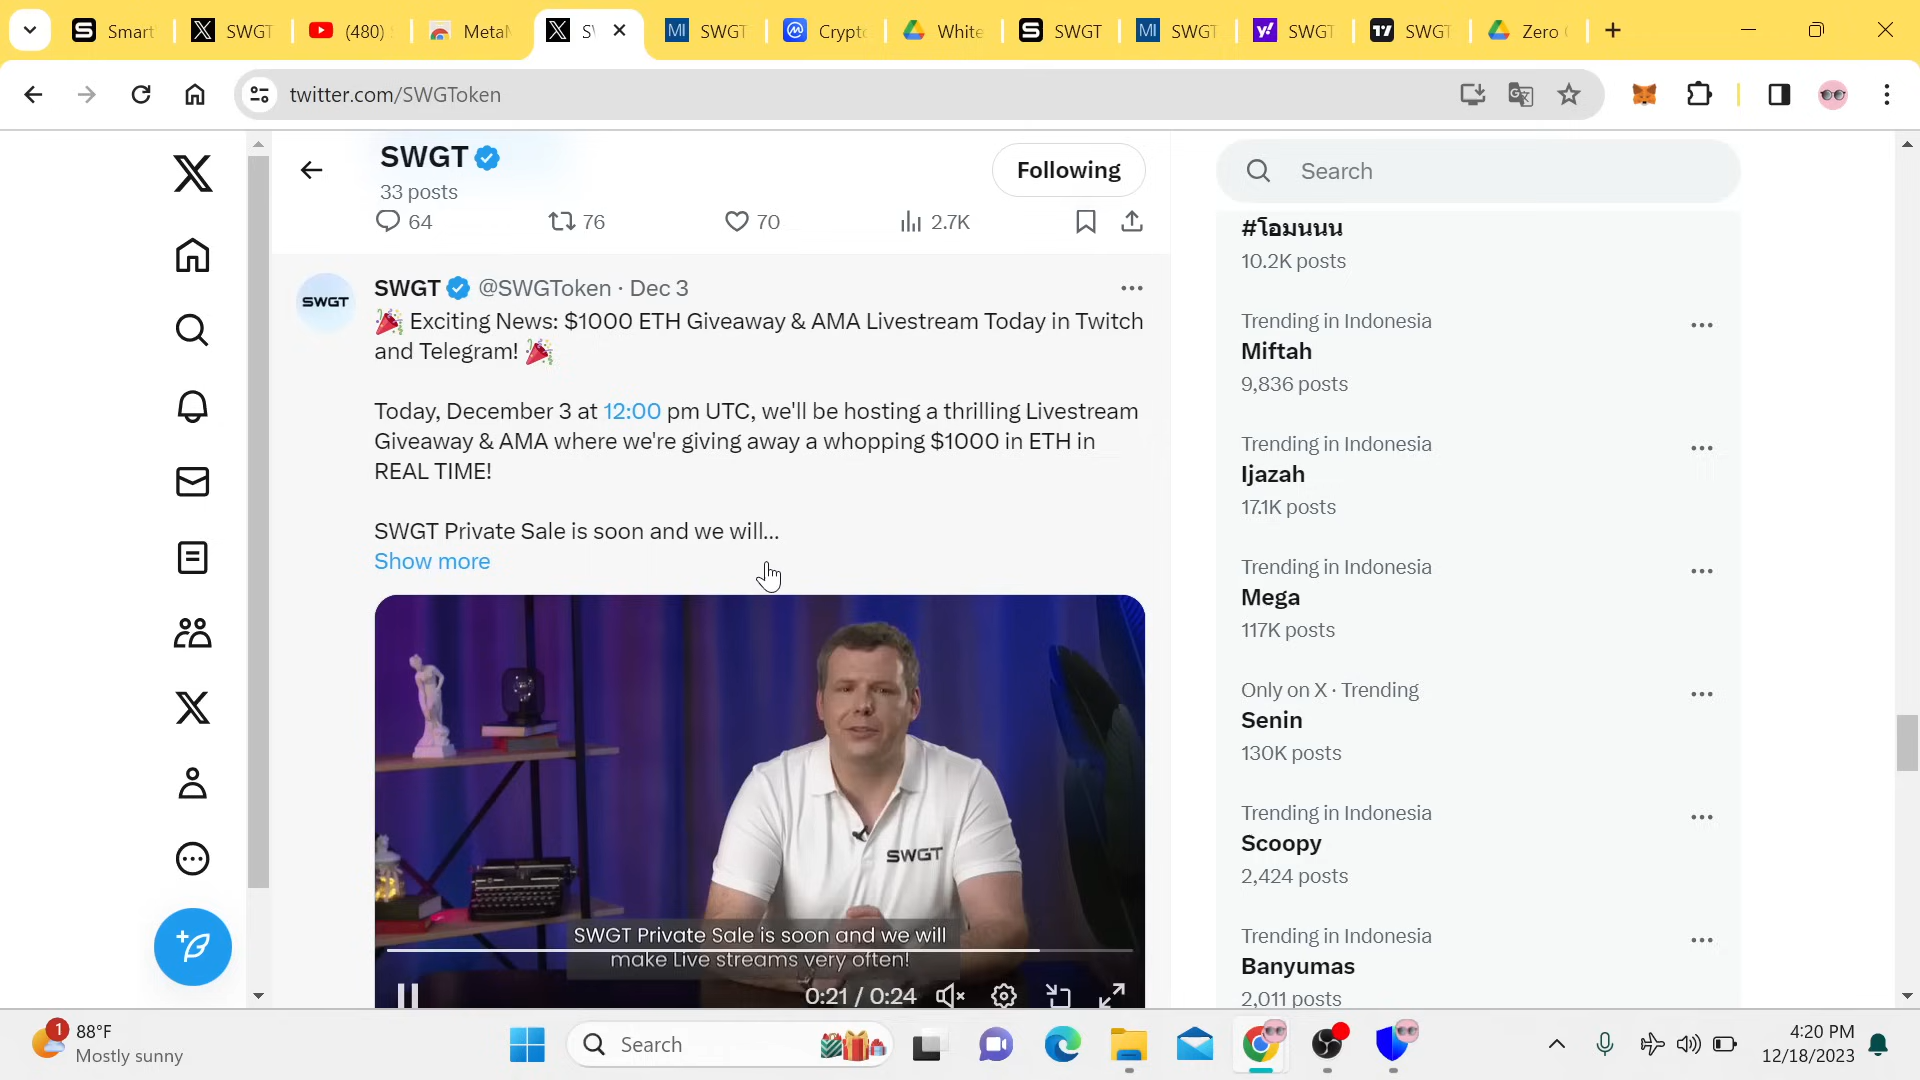 Smart
SWGT
(480)
MetaM
S
SWGT
Crypto
White
SWGT
SWGT
SWGT
SWGT
Zero
twitter.com/SWGToken
SWGT
33 posts
Following
Search
64
76
70
2.7K
SWGT @SWGToken · Dec 3
SWGT
🎉 Exciting News: $1000 ETH Giveaway & AMA Livestream Today in Twitch
and Telegram! 🎉
Today, December 3 at 12:00 pm UTC, we'll be hosting a thrilling Livestream
Giveaway & AMA where we're giving away a whopping $1000 in ETH in
REAL TIME!
SWGT Private Sale is soon and we will...
Show more
SWGT
SWGT Private Sale is soon and we will
make Live streams very often!
0:21 / 0:24
#โอมนนน
10.2K posts
Trending in Indonesia
Miftah
9,836 posts
Trending in Indonesia
Ijazah
17.1K posts
Trending in Indonesia
Mega
117K posts
Only on X · Trending
Senin
130K posts
Trending in Indonesia
Scoopy
2,424 posts
Trending in Indonesia
Banyumas
2,011 posts
1
88°F
Mostly sunny
Search
4:20 PM
12/18/2023